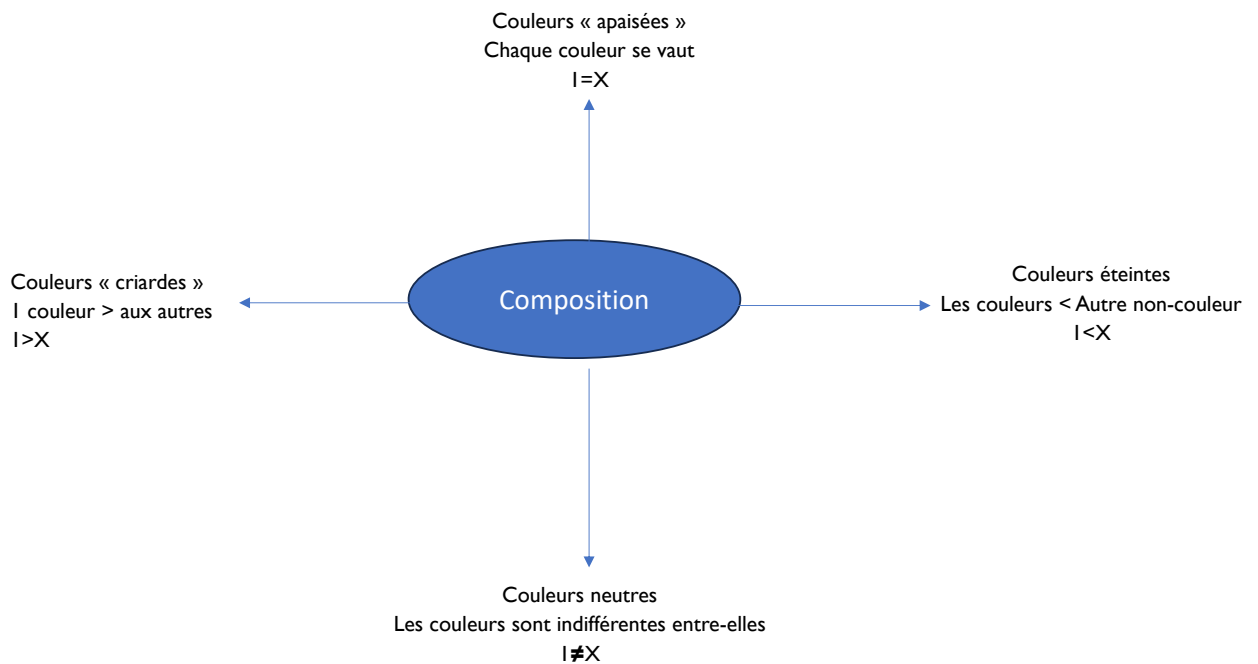 Couleurs « apaisées »
Chaque couleur se vaut
1=X
Couleurs « criardes »
1 couleur > aux autres
1>X
Composition
Couleurs éteintes
Les couleurs < Autre non-couleur
1<X
Couleurs neutres
Les couleurs sont indifférentes entre-elles
1≠X